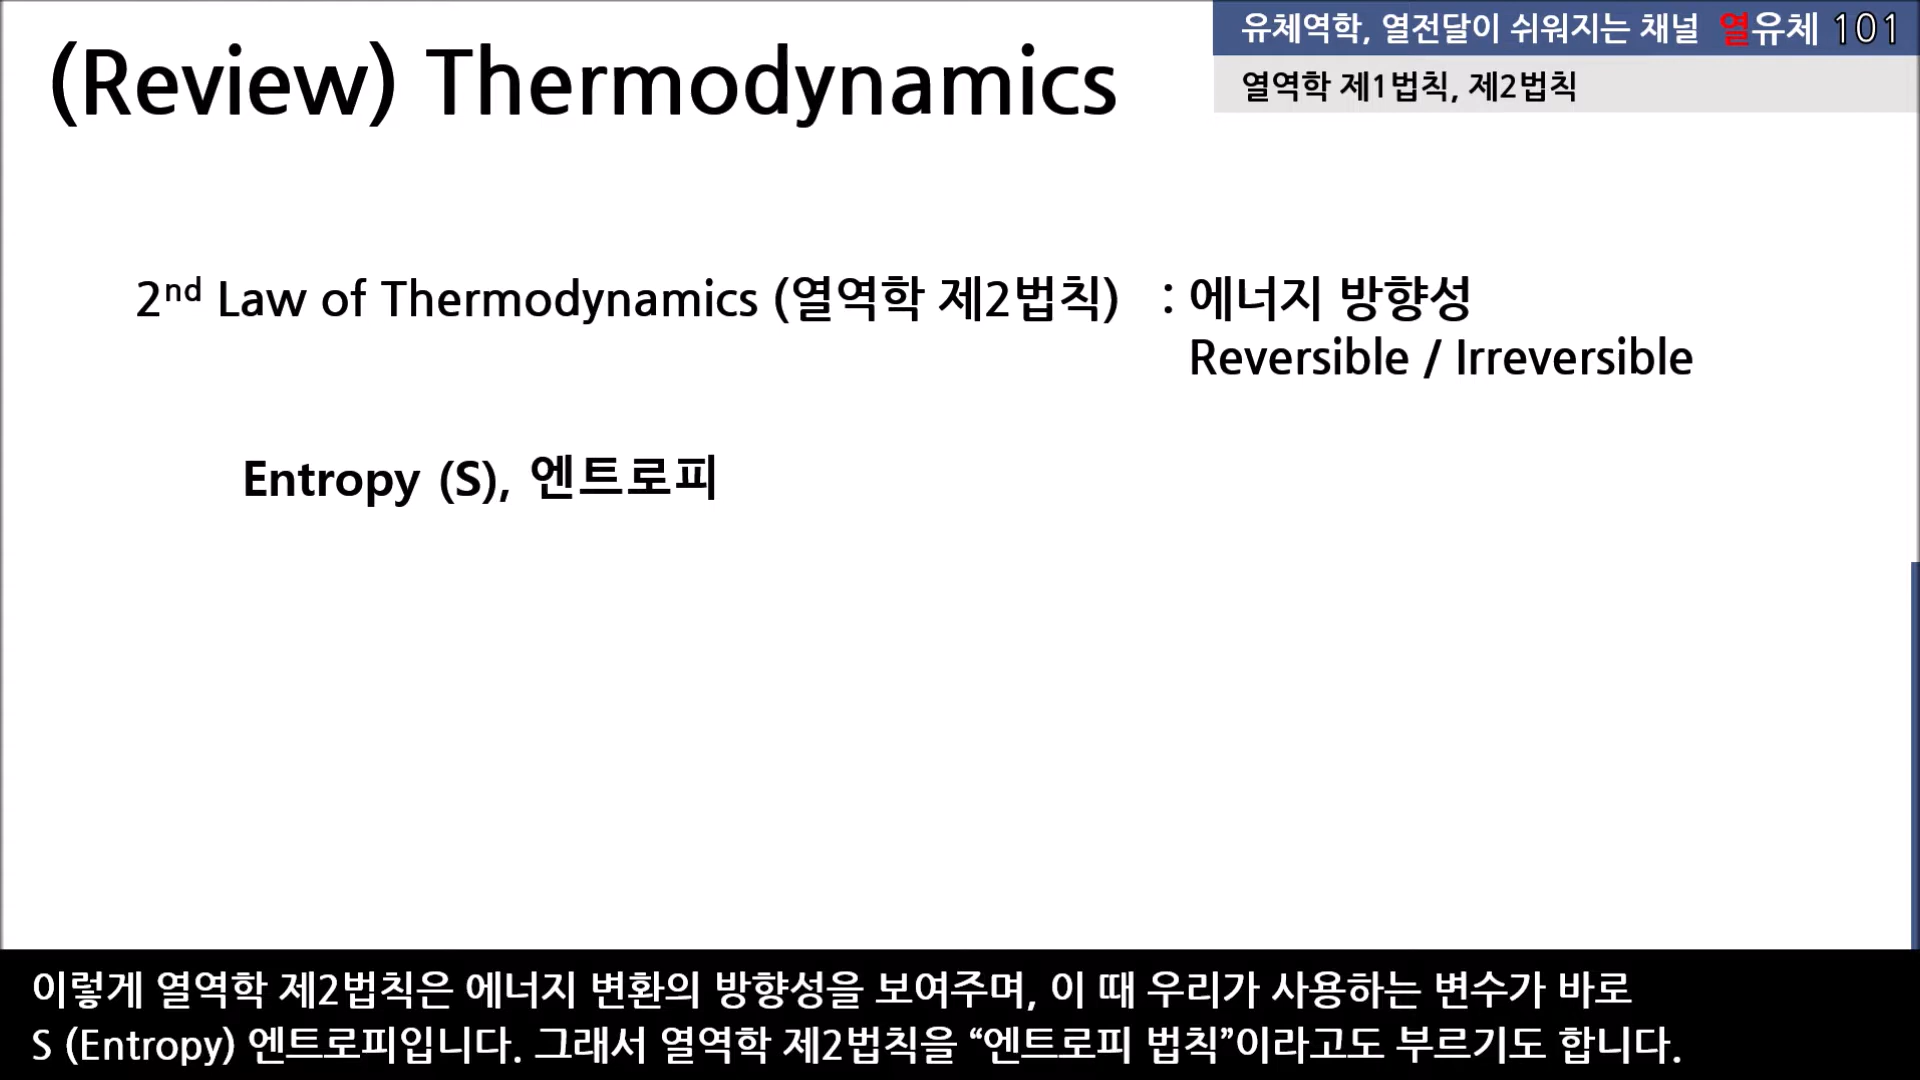 유체역학, 열전달이 쉬워지는 채널 열유체 101
열역학 제1법칙, 제2법칙
(Review) Thermodynamics
2nd Law of Thermodynamics (열역학 제2법칙) : 에너지 방향성
Reversible / Irreversible
Entropy (S), 엔트로피
이렇게 열역학 제2법칙은 에너지 변환의 방향성을 보여주며, 이 때 우리가 사용하는 변수가 바로
S (Entropy) 엔트로피입니다. 그래서 열역학 제2법칙을 “엔트로피 법칙”이라고도 부르기도 합니다.